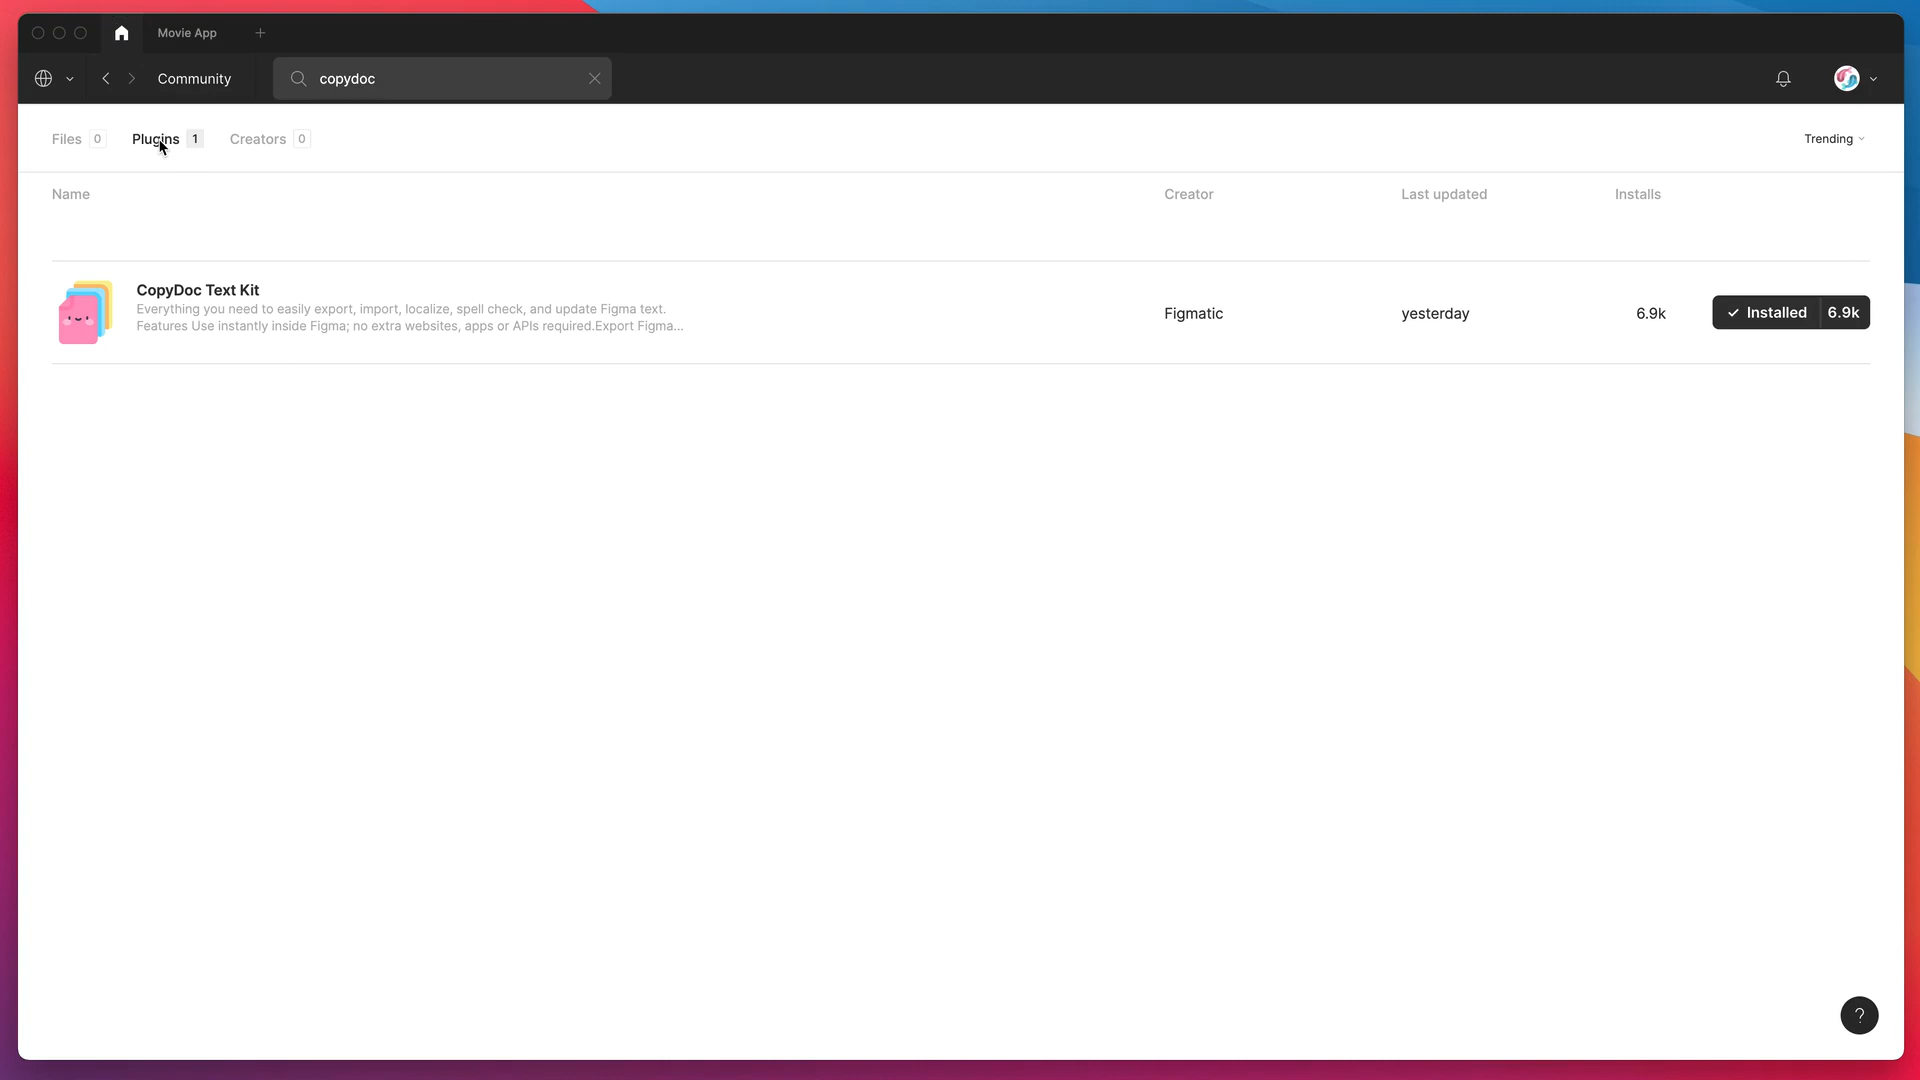 Movie App
Community
copydoc
Files 0 Plugins 1 Creators 0
Trending
Name Creator Last updated Installs
CopyDoc Text Kit
Everything you need to easily export, import, localize, spell check, and update Figma text.
Features Use instantly inside Figma; no extra websites, apps or APIs required.Export Figma...
Figmatic yesterday 6.9k Installed 6.9k
?